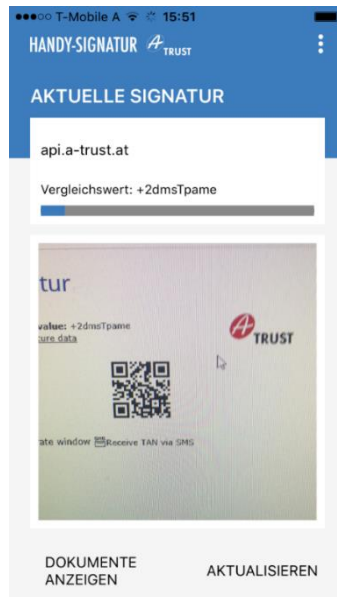 ●●●○○ T-Mobile A 15:51
HANDY-SIGNATUR A TRUST
AKTUELLE SIGNATUR
api.a-trust.at
Vergleichswert: +2dmsTpame
tur
value: +2dmsTpame
ure data
A TRUST
ate window Receive TAN via SMS
DOKUMENTE
ANZEIGEN
AKTUALISIEREN